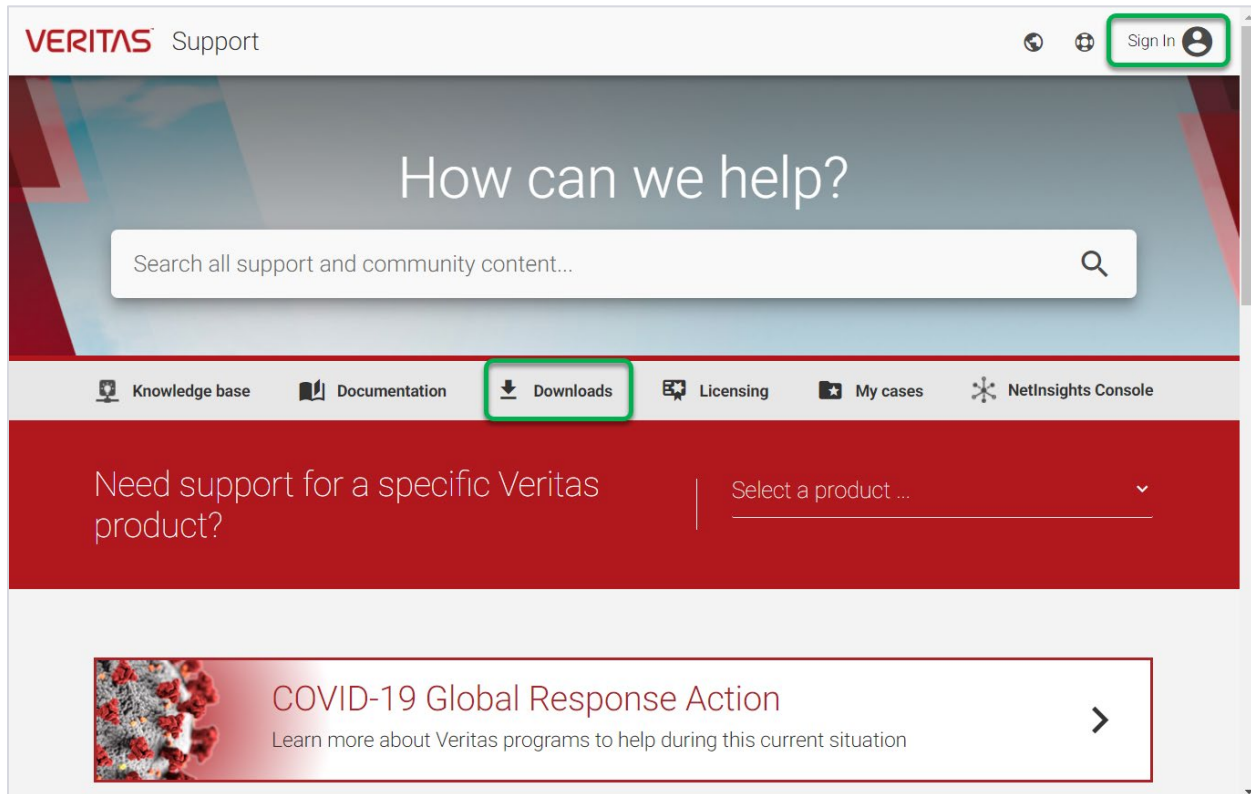 VERITAS Support
Sign In
How can we help?
Search all support and community content...
Knowledge base Documentation Downloads Licensing My cases NetInsights Console
Need support for a specific Veritas
product?
Select a product ...
COVID-19 Global Response Action
Learn more about Veritas programs to help during this current situation